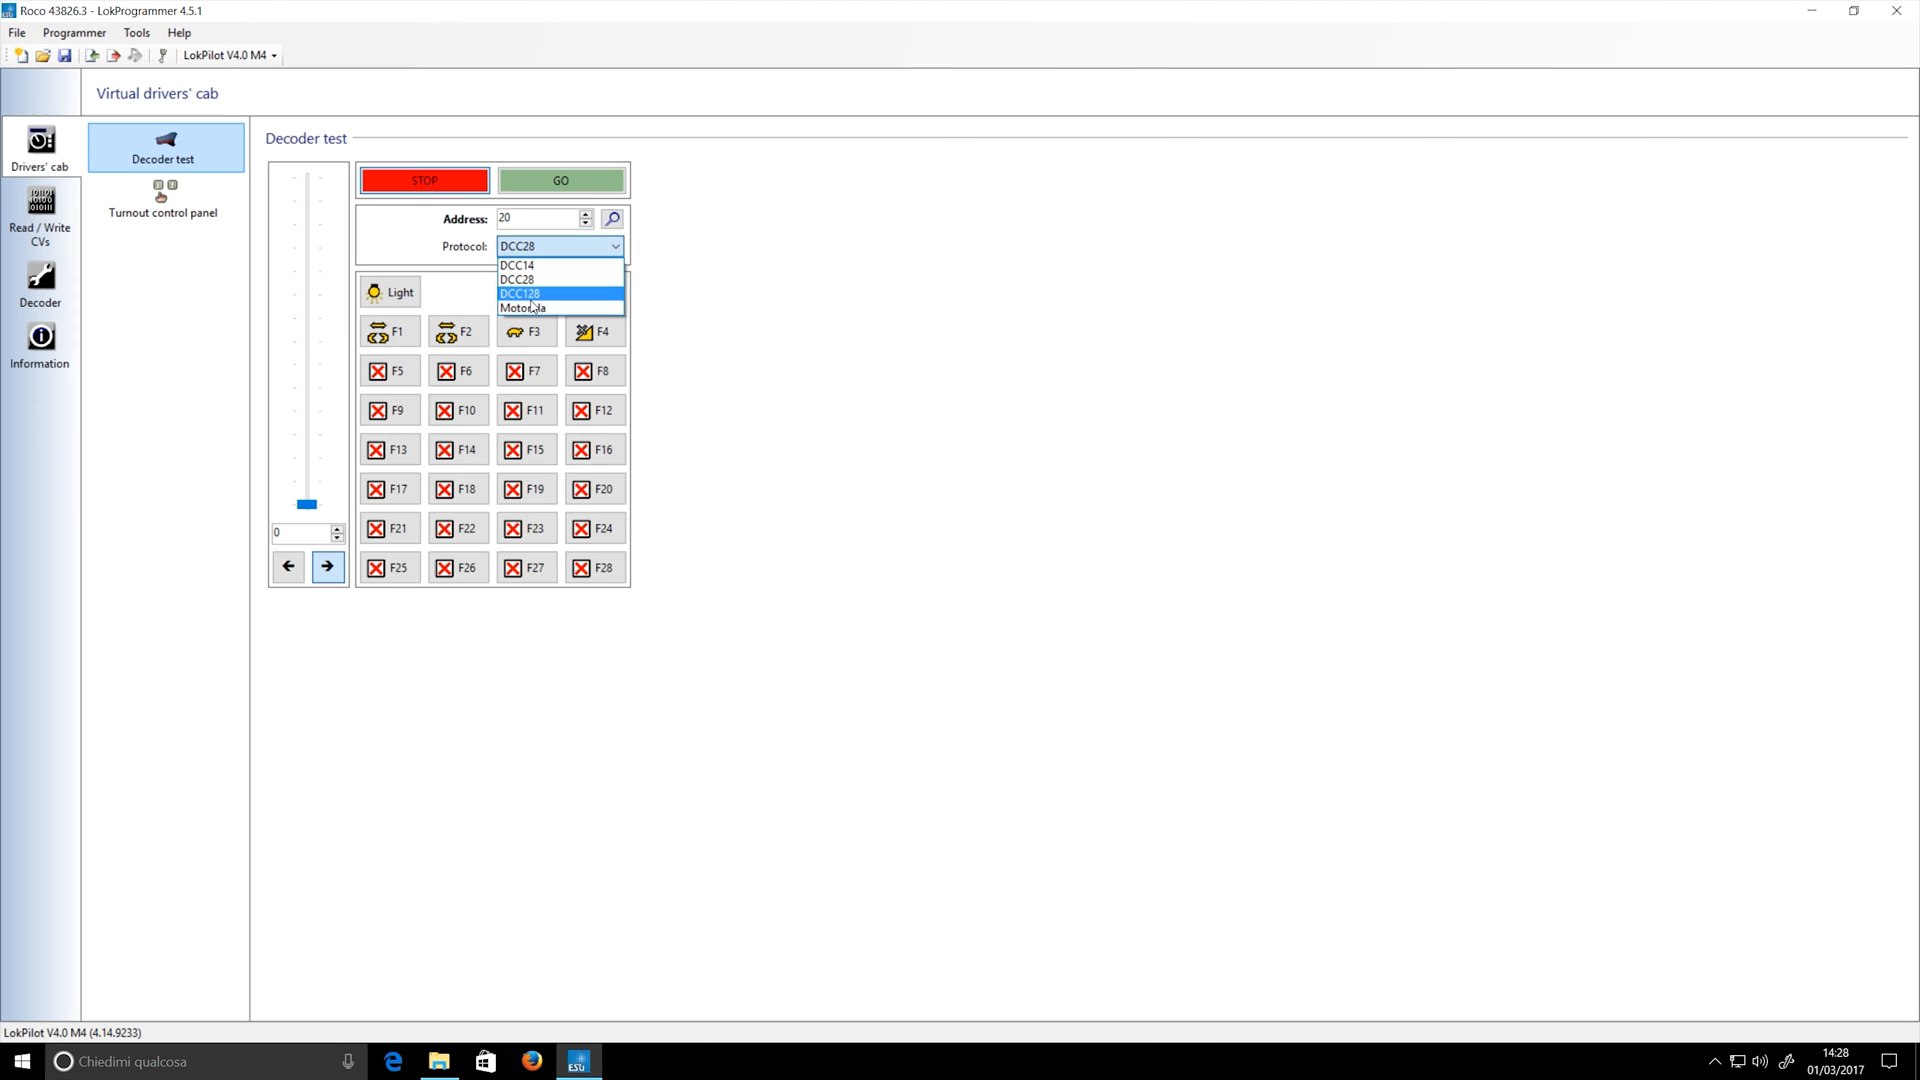 Roco 43826.3 - LokProgrammer 4.5.1
File Programmer Tools Help
LokPilot V4.0 M4
Virtual drivers' cab
Drivers' cab
Read / Write
CVs
Decoder
Information
Decoder test
Turnout control panel
Decoder test
STOP GO
Address: 20
Protocol: DCC28
DCC14
DCC28
DCC128
Motorola
Light
F1 F2 F3 F4
F5 F6 F7 F8
F9 F10 F11 F12
F13 F14 F15 F16
F17 F18 F19 F20
F21 F22 F23 F24
F25 F26 F27 F28
0
LokPilot V4.0 M4 (4.14.9233)
Chiedimi qualcosa
ESU
14:28
01/03/2017